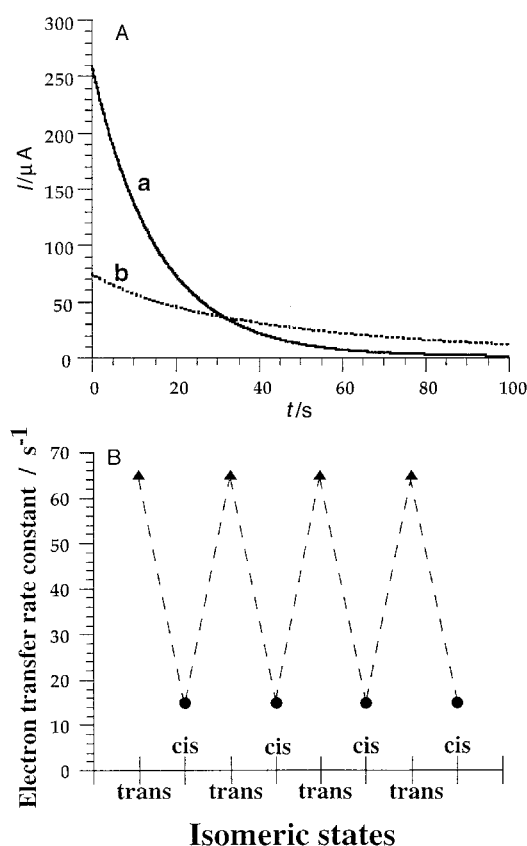 A
300
250
200
150
100
50
0
I/μA
a
b
0 20 40 60 80 100
t/s
B
70
60
50
40
30
20
10
0
Electron transfer rate constant / s⁻¹
cis cis cis cis
trans trans trans trans
Isomeric states